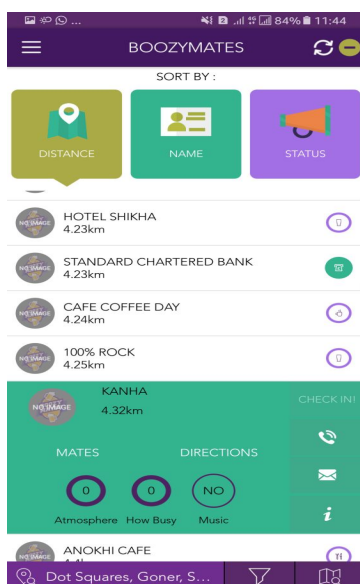 84% 11:44
BOOZYMATES
SORT BY :
DISTANCE
NAME
STATUS
NO IMAGE
HOTEL SHIKHA
4.23km
NO IMAGE
STANDARD CHARTERED BANK
4.23km
NO IMAGE
CAFE COFFEE DAY
4.24km
NO IMAGE
100% ROCK
4.25km
NO IMAGE
KANHA
4.32km
CHECK IN!
MATES
DIRECTIONS
0
0
NO
Atmosphere
How Busy
Music
NO IMAGE
ANOKHI CAFE
Dot Squares, Goner, S...